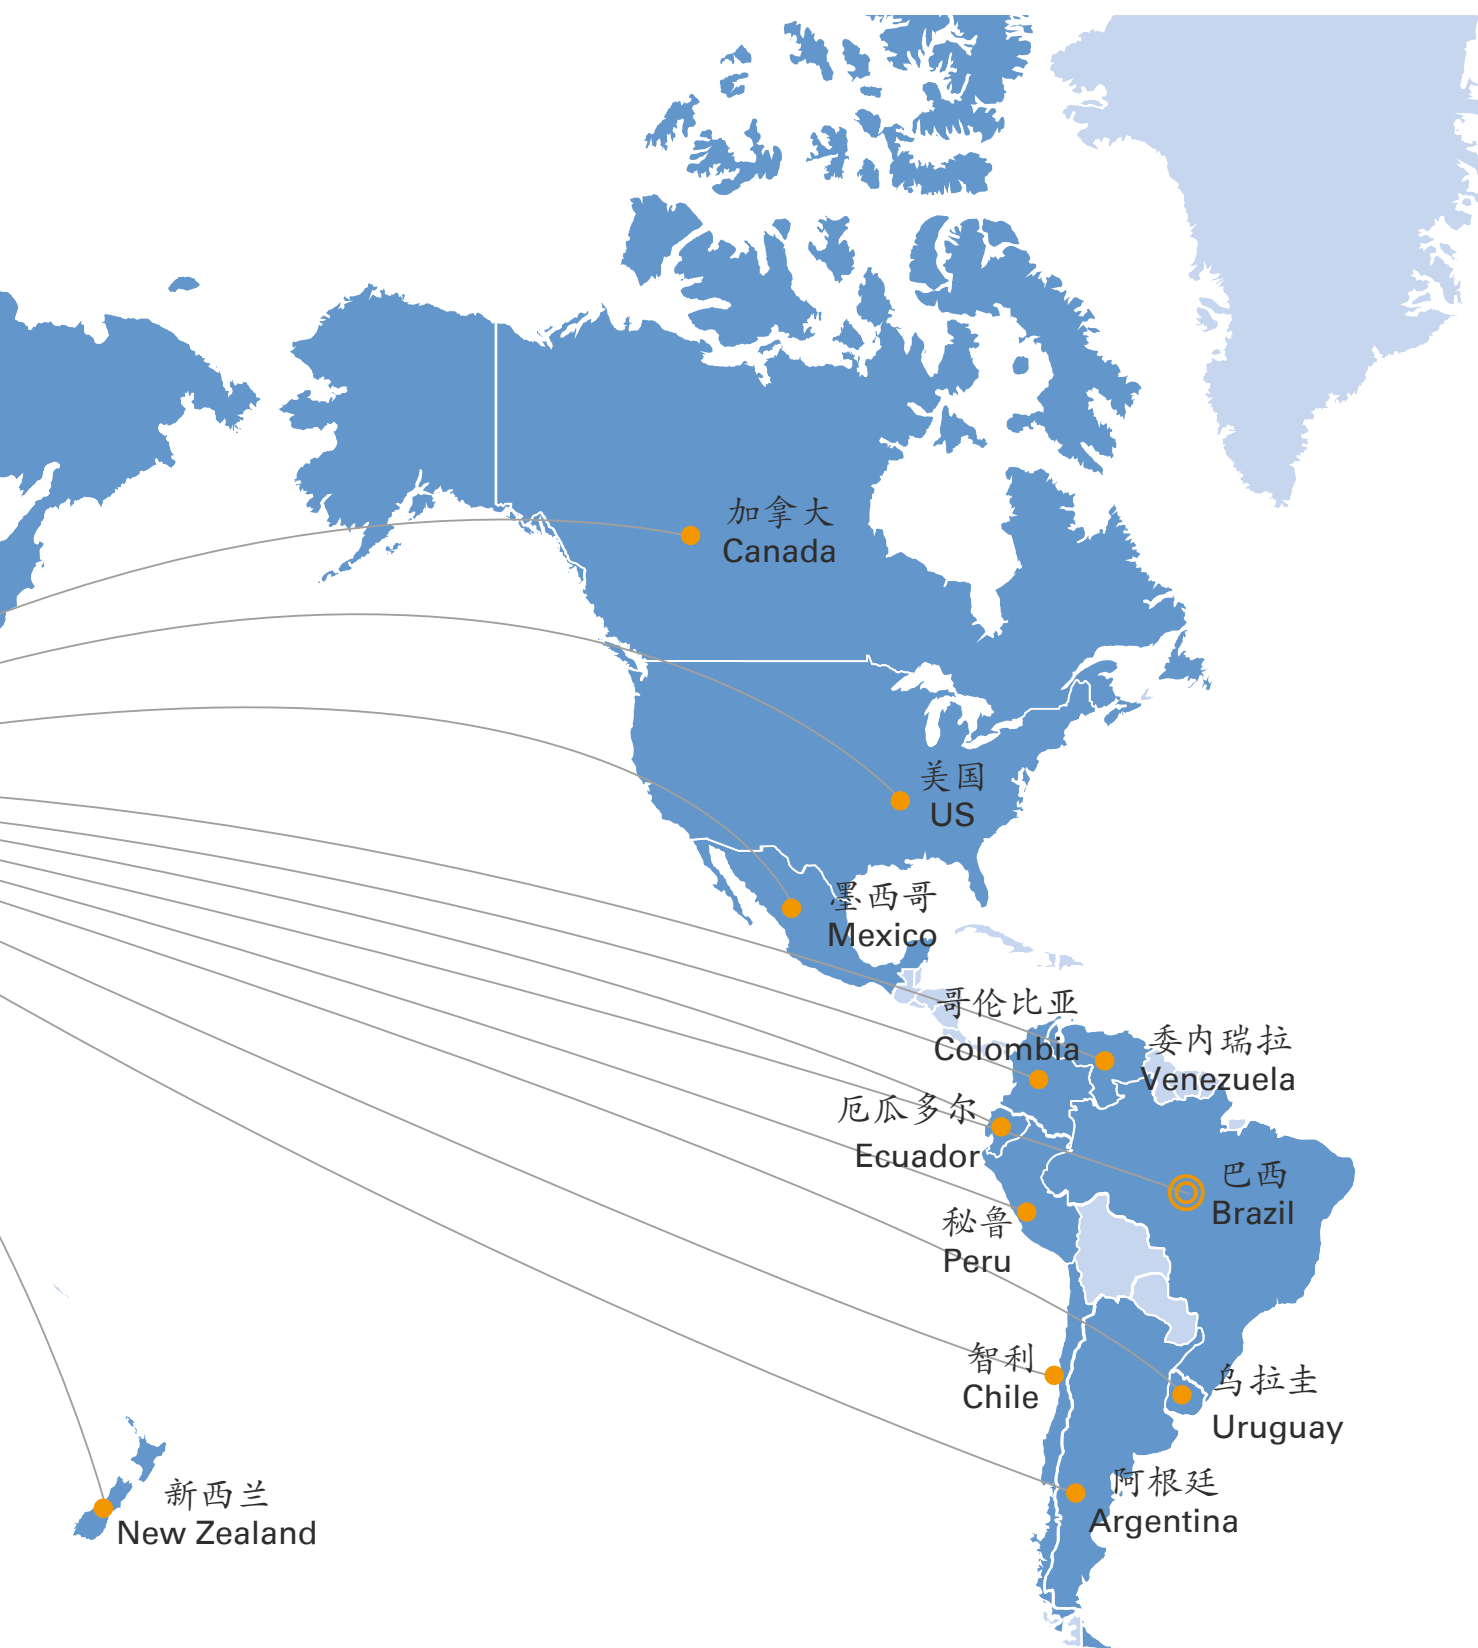 加拿大
Canada
美国
US
墨西哥
Mexico
哥伦比亚
Colombia
委内瑞拉
Venezuela
厄瓜多尔
Ecuador
巴西
Brazil
秘鲁
Peru
智利
Chile
乌拉圭
Uruguay
阿根廷
Argentina
新西兰
New Zealand